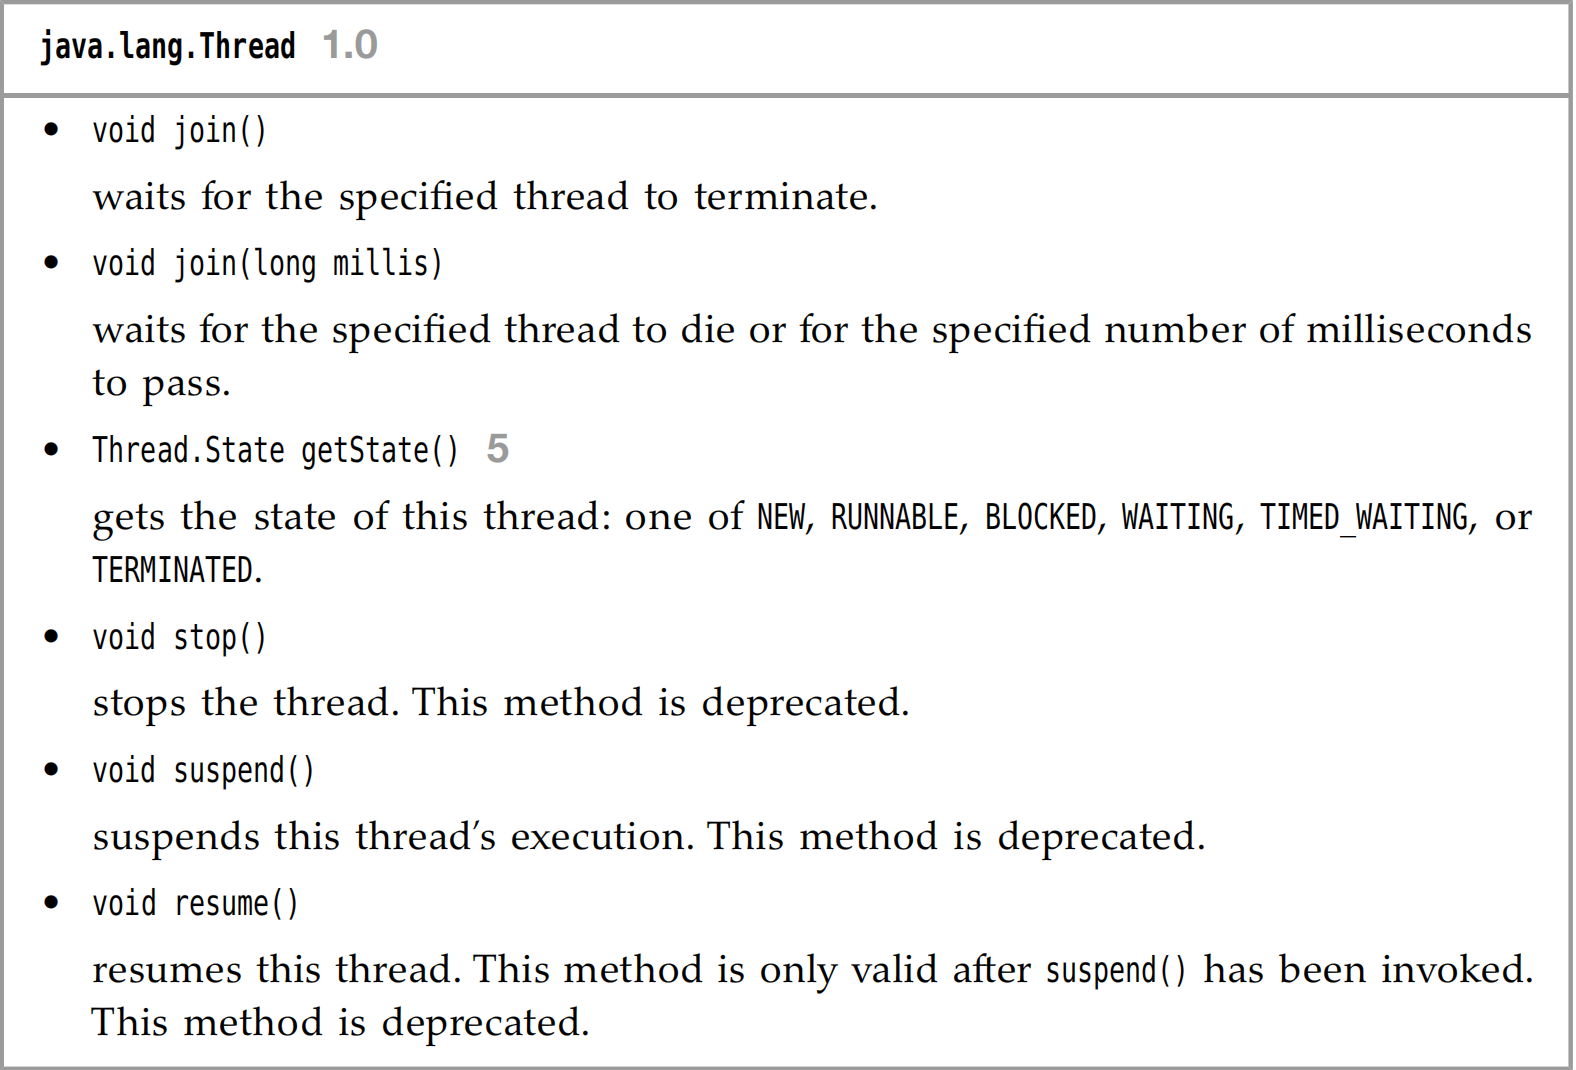 java.lang.Thread 1.0
• void join()
waits for the specified thread to terminate.
• void join(long millis)
waits for the specified thread to die or for the specified number of milliseconds
to pass.
• Thread.State getState() 5
gets the state of this thread: one of NEW, RUNNABLE, BLOCKED, WAITING, TIMED_WAITING, or
TERMINATED.
• void stop()
stops the thread. This method is deprecated.
• void suspend()
suspends this thread’s execution. This method is deprecated.
• void resume()
resumes this thread. This method is only valid after suspend() has been invoked.
This method is deprecated.